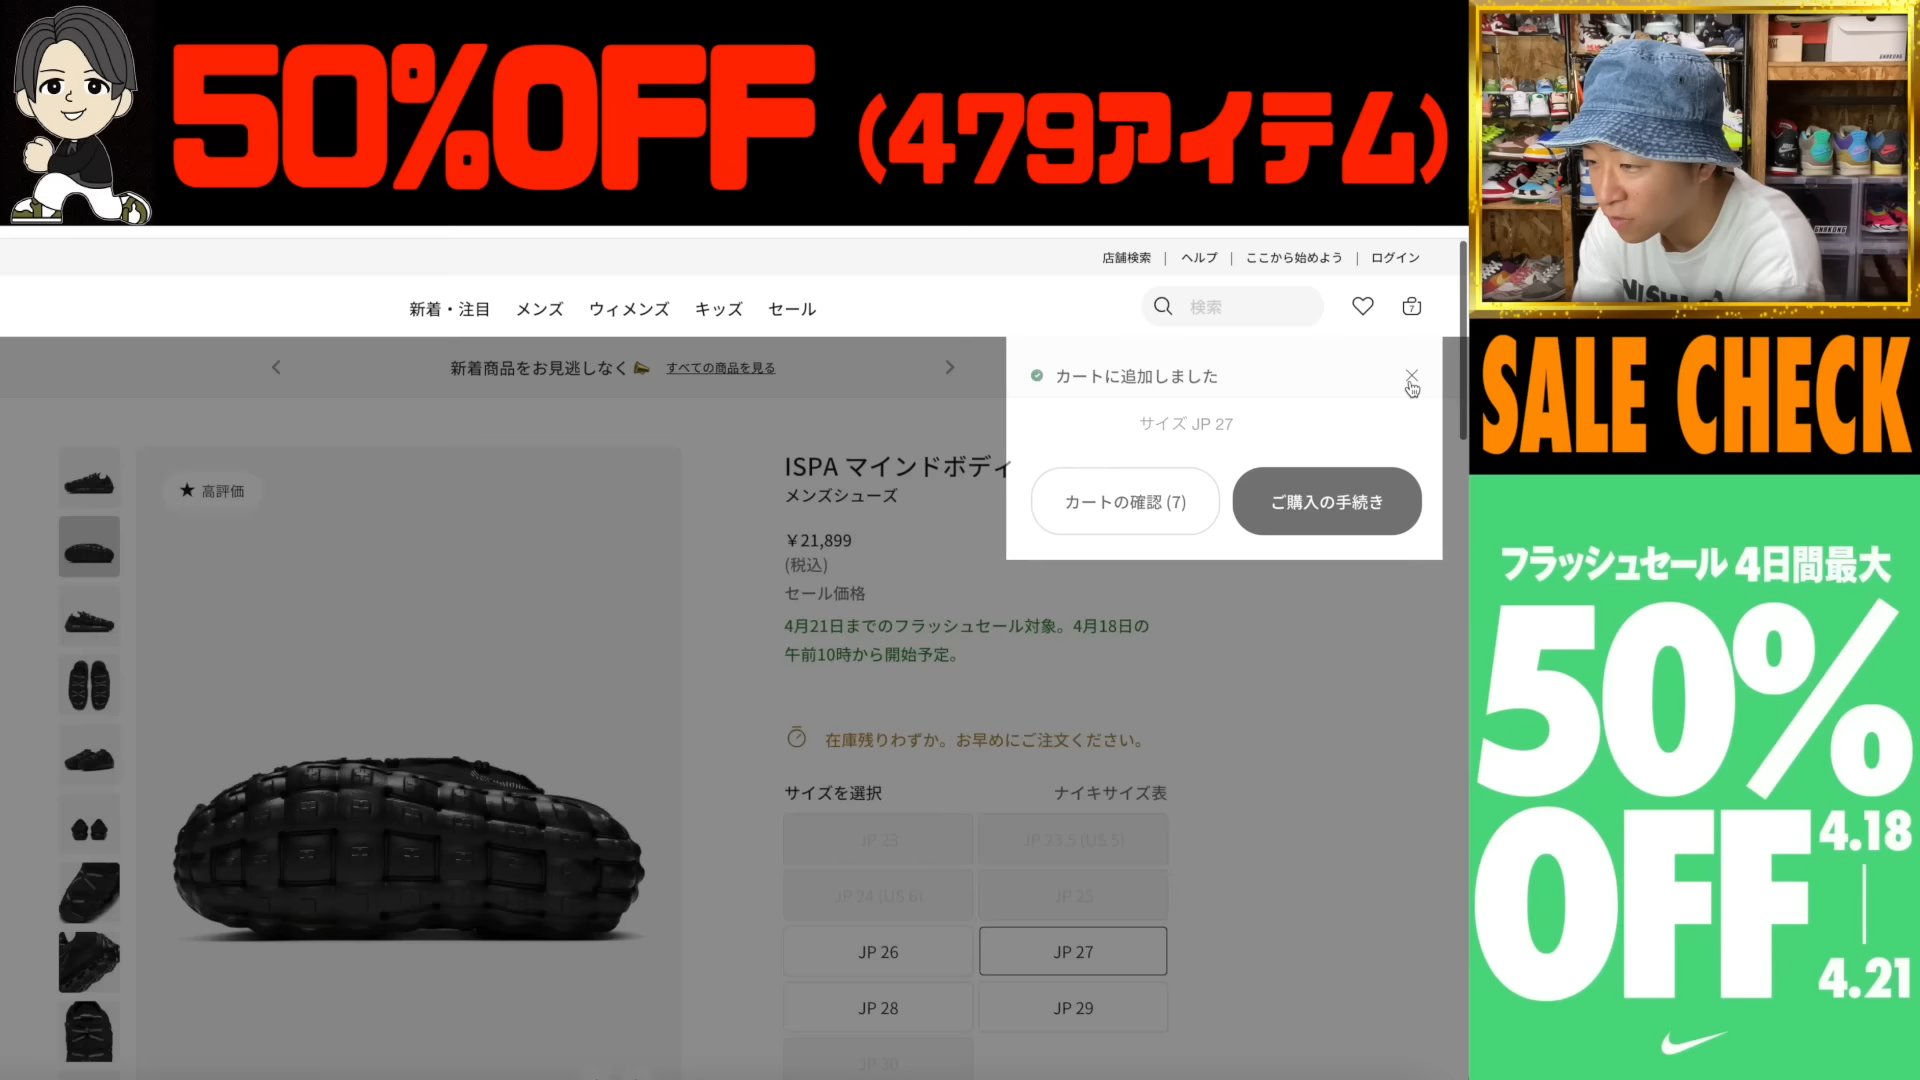 50%OFF (479アイテム)
店舗検索 | ヘルプ | ここから始めよう | ログイン
新着・注目 メンズ ウィメンズ キッズ セール
検索
7
新着商品をお見逃しなく すべての商品を見る
カートに追加しました
サイズ JP 27
カートの確認 (7)
ご購入の手続き
★ 高評価
ISPA マインドボディ
メンズシューズ
￥21,899
(税込)
セール価格
4月21日までのフラッシュセール対象。4月18日の
午前10時から開始予定。
在庫残りわずか。お早めにご注文ください。
サイズを選択 ナイキサイズ表
JP 23 JP 23.5 (US 5)
JP 24 (US 6) JP 25
JP 26 JP 27
JP 28 JP 29
JP 30
SALE CHECK
フラッシュセール 4日間最大
50%
OFF
4.18
4.21